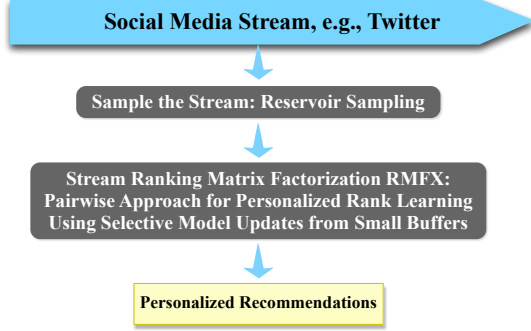 Social Media Stream, e.g., Twitter
Sample the Stream: Reservoir Sampling
Stream Ranking Matrix Factorization RMFX:
Pairwise Approach for Personalized Rank Learning
Using Selective Model Updates from Small Buffers
Personalized Recommendations